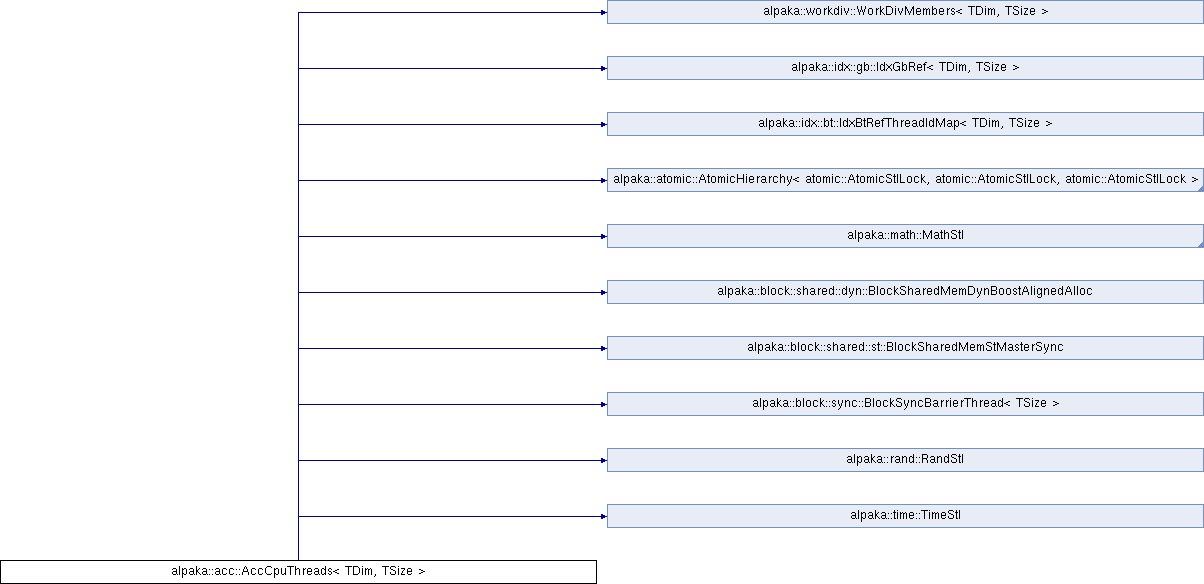 alpaka::workdiv::WorkDivMembers< TDim, TSize >
alpaka::idx::gb::IdxGbRef< TDim, TSize >
alpaka::idx::bt::IdxBtRefThreadIdMap< TDim, TSize >
alpaka::atomic::AtomicHierarchy< atomic::AtomicStlLock, atomic::AtomicStlLock, atomic::AtomicStlLock >
alpaka::math::MathStl
alpaka::block::shared::dyn::BlockSharedMemDynBoostAlignedAlloc
alpaka::block::shared::st::BlockSharedMemStMasterSync
alpaka::block::sync::BlockSyncBarrierThread< TSize >
alpaka::rand::RandStl
alpaka::time::TimeStl
alpaka::acc::AccCpuThreads< TDim, TSize >